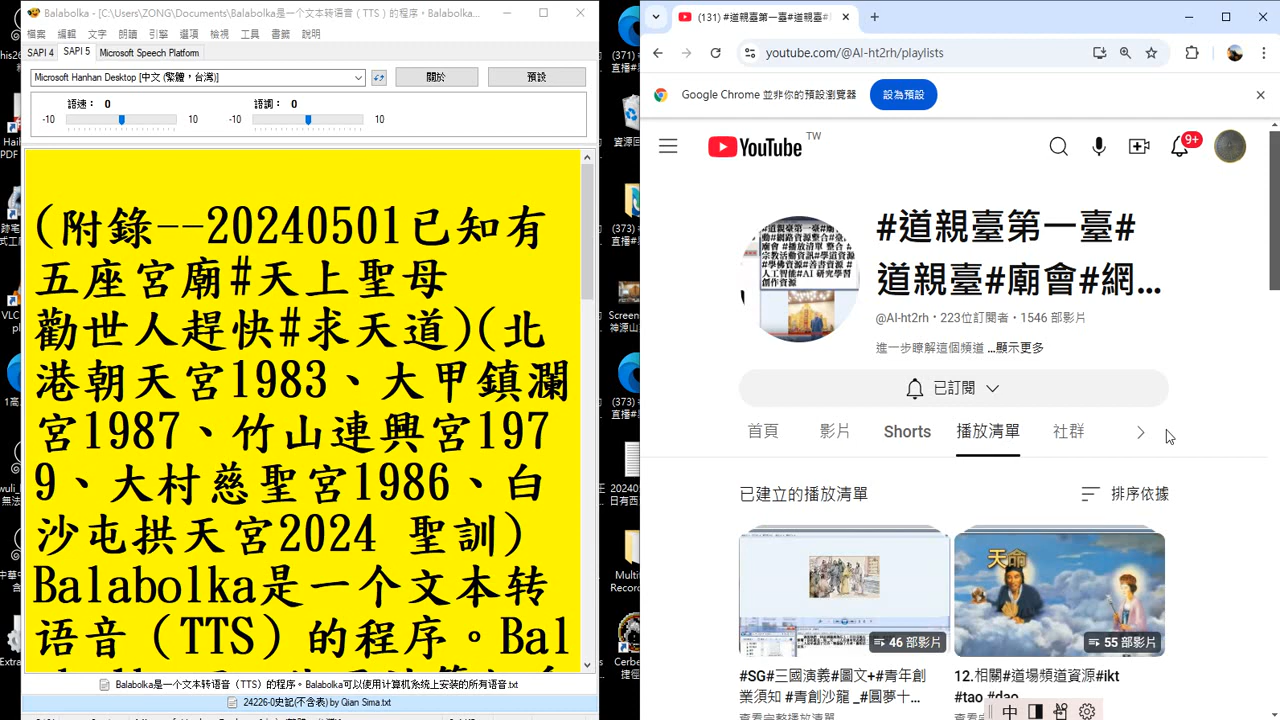 Balabolka - [C:\Users\ZONG\Documents\Balabolka是一个文本转语音（TTS）的程序。Balabolka...
檔案 編輯 文字 朗讀 引擎 選項 檢視 工具 書籤 說明
SAPI 4 SAPI 5 Microsoft Speech Platform
Microsoft Hanhan Desktop [中文 (繁體，台灣)]
關於 預設
語速： 0 語調： 0
-10 10 -10 10
(附錄--20240501已知有
五座宮廟#天上聖母
勸世人趕快#求天道)(北
港朝天宮1983、大甲鎮瀾
宮1987、竹山連興宮197
9、大村慈聖宮1986、白
沙屯拱天宮2024 聖訓)
Balabolka是一个文本转
语音（TTS）的程序。Bal
Balabolka是一个文本转语音（TTS）的程序。Balabolka可以使用计算机系统上安装的所有语音.txt
24226-0史記(不含表) by Qian Sima.txt
(371)
(373)
(373)
(131) #道親臺第一臺#道親臺#
youtube.com/@AI-ht2rh/playlists
Google Chrome 並非你的預設瀏覽器 設為預設
YouTube TW
9+
#道親臺第一臺#
道親臺#廟會#網...
@AI-ht2rh・223位訂閱者・1546 部影片
進一步瞭解這個頻道 ...顯示更多
已訂閱
首頁 影片 Shorts 播放清單 社群
已建立的播放清單 排序依據
46 部影片
天命
55 部影片
#SG#三國演義#圖文+#青年創
業須知 #青創沙龍 _#圓夢十...
查看完整播放清單
12.相關#道場頻道資源#ikt
#tao #dao
中